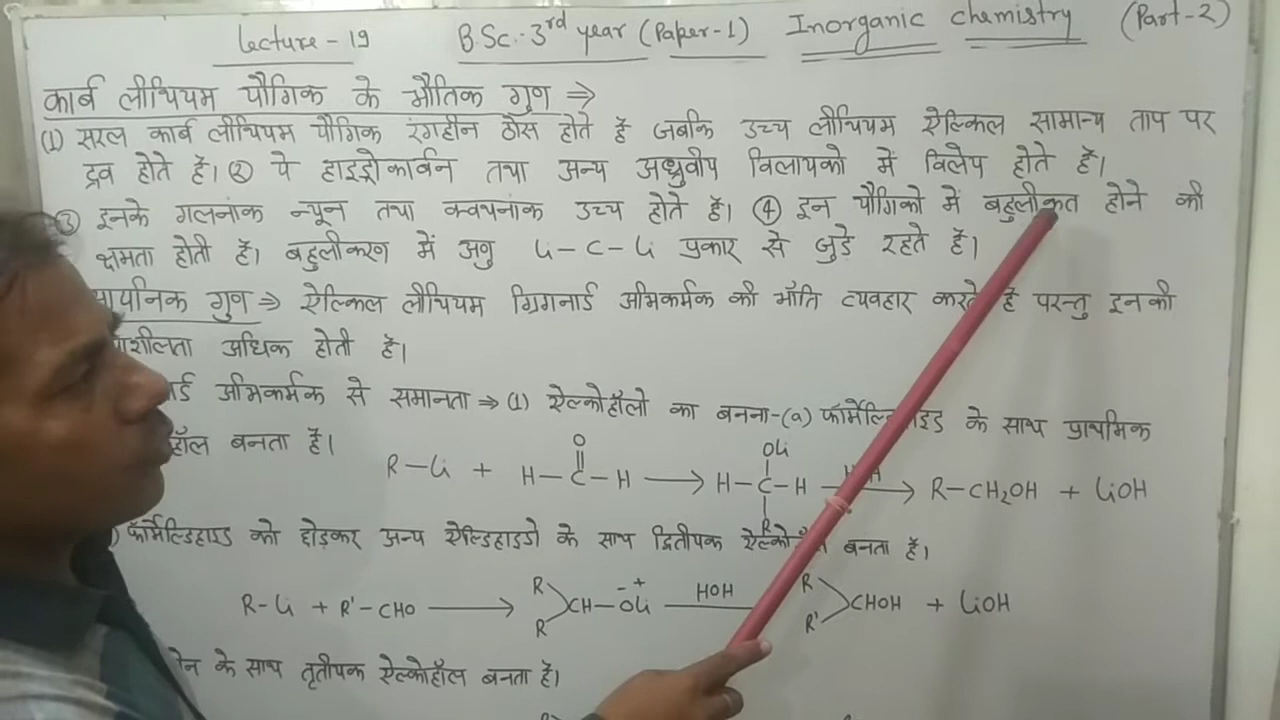 Lecture - 19 B.Sc. 3rd year (Paper-1) Inorganic chemistry (Part-2)
कार्ब लीथियम यौगिक के भौतिक गुण ⇒
(1) सरल कार्ब लीथियम यौगिक रंगहीन ठोस होते हैं जबकि उच्च लीथियम ऐल्किल सामान्य ताप पर
द्रव होते हैं। ② ये हाइड्रोकार्बन तथा अन्य अध्रुवीय विलायको में विलेय होते हैं।
③ इनके गलनांक न्यून तथा क्वथनांक उच्च होते हैं। ④ इन यौगिको में बहुलीकृत होने की
क्षमता होती है। बहुलीकरण में अणु Li-C-Li प्रकार से जुड़े रहते हैं।
गुण ⇒ ऐल्किल लीथियम ग्रिगनार्ड अभिकर्मक की भाँति व्यवहार करते हैं परन्तु इनकी
अधिक होती है।
अभिकर्मक से समानता ⇒ (1) ऐल्कोहॉलो का बनना-(a) के साथ प्राथमिक
बनता है।
R-Li + H-C(=O)-H → H-C(OLi)(R)-H → R-CH₂OH + LiOH
फॉर्मेल्डिहाइड को छोड़कर अन्य ऐल्डिहाइडो के साथ द्वितीयक बनता है।
R-Li + R'-CHO → R R CH-O⁻Li⁺ HOH R R' CHOH + LiOH
के साथ तृतीयक ऐल्कोहॉल बनता है।